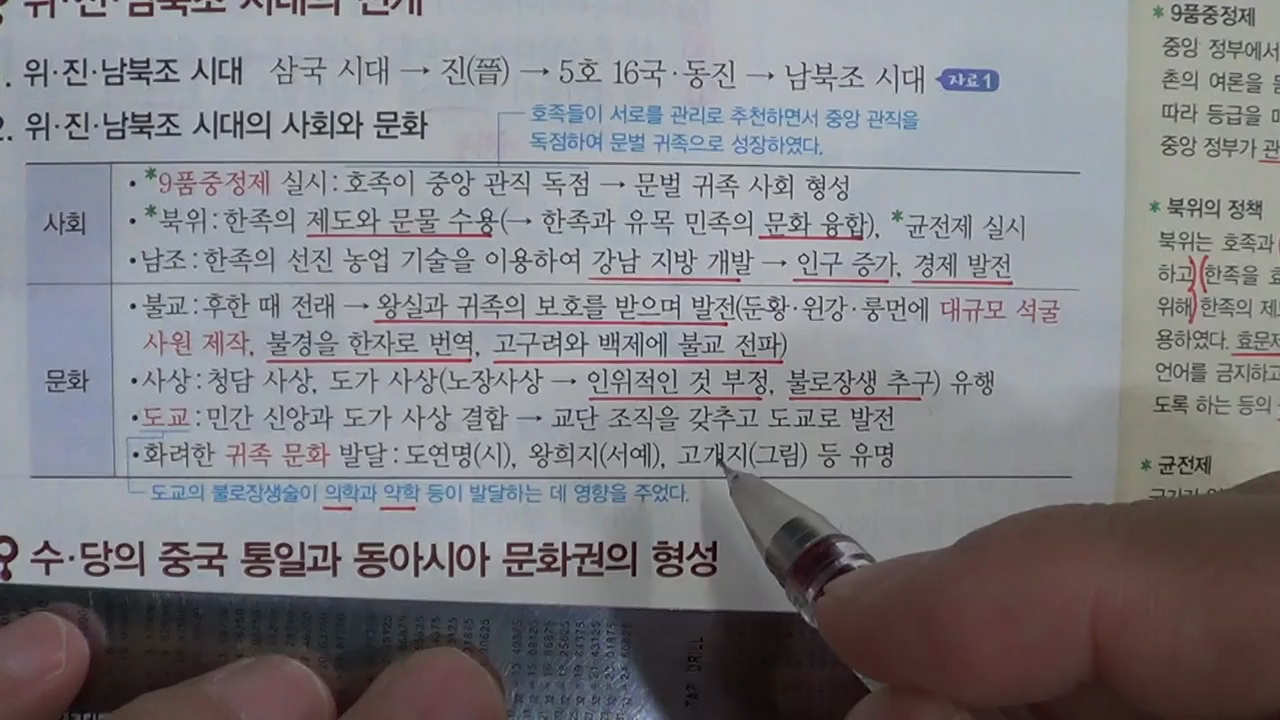 위·진·남북조 시대의 전개
1. 위·진·남북조 시대 삼국 시대 → 진(晉) → 5호 16국·동진 → 남북조 시대 자료1
2. 위·진·남북조 시대의 사회와 문화
호족들이 서로를 관리로 추천하면서 중앙 관직을
독점하여 문벌 귀족으로 성장하였다.
사회
• *9품중정제 실시: 호족이 중앙 관직 독점 → 문벌 귀족 사회 형성
• *북위: 한족의 제도와 문물 수용(→ 한족과 유목 민족의 문화 융합), *균전제 실시
• 남조: 한족의 선진 농업 기술을 이용하여 강남 지방 개발 → 인구 증가, 경제 발전
문화
• 불교: 후한 때 전래 → 왕실과 귀족의 보호를 받으며 발전(둔황·윈강·룽먼에 대규모 석굴
사원 제작, 불경을 한자로 번역, 고구려와 백제에 불교 전파)
• 사상: 청담 사상, 도가 사상(노장사상 → 인위적인 것 부정, 불로장생 추구) 유행
• 도교: 민간 신앙과 도가 사상 결합 → 교단 조직을 갖추고 도교로 발전
• 화려한 귀족 문화 발달: 도연명(시), 왕희지(서예), 고개지(그림) 등 유명
도교의 불로장생술이 의학과 약학 등이 발달하는 데 영향을 주었다.
수·당의 중국 통일과 동아시아 문화권의 형성
* 9품중정제
중앙 정부에서
촌의 여론을
따라 등급을
중앙 정부가
* 북위의 정책
북위는 호족과
하고 한족을
위해 한족의
용하였다. 효문제
언어를 금지하고
도록 하는 등의
* 균전제
TAP DRILL